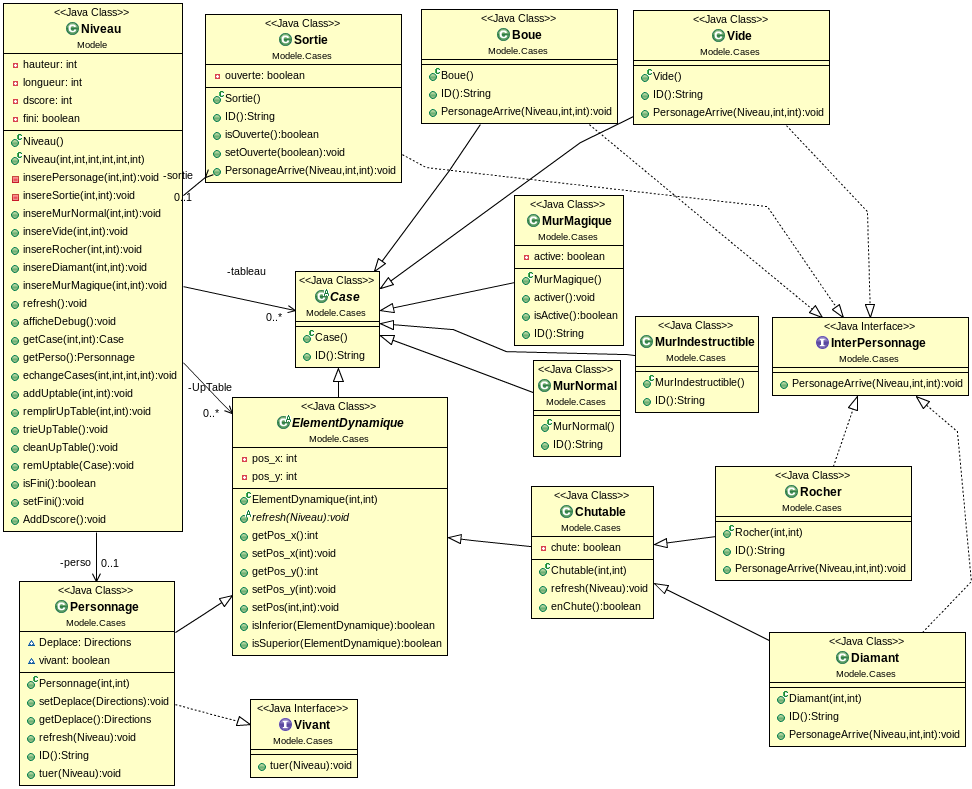 <<Java Class>>
Niveau
Modele
hauteur: int
longueur: int
dscore: int
fini: boolean
Niveau()
Niveau(int,int,int,int,int,int)
inserePersonage(int,int):void
insereSortie(int,int):void
insereMurNormal(int,int):void
insereVide(int,int):void
insereRocher(int,int):void
insereDiamant(int,int):void
insereMurMagique(int,int):void
refresh():void
afficheDebug():void
getCase(int,int):Case
getPerso():Personnage
echangeCases(int,int,int,int):void
addUptable(int,int):void
remplirUpTable(int,int):void
trieUpTable():void
cleanUpTable():void
remUptable(Case):void
isFini():boolean
setFini():void
AddDscore():void
-sortie
0..1
-tableau
0..*
-UpTable
0..*
-perso
0..1
<<Java Class>>
Sortie
Modele.Cases
ouverte: boolean
Sortie()
ID():String
isOuverte():boolean
setOuverte(boolean):void
PersonageArrive(Niveau,int,int):void
<<Java Class>>
Boue
Modele.Cases
Boue()
ID():String
PersonageArrive(Niveau,int,int):void
<<Java Class>>
Vide
Modele.Cases
Vide()
ID():String
PersonageArrive(Niveau,int,int):void
<<Java Class>>
MurMagique
Modele.Cases
active: boolean
MurMagique()
activer():void
isActive():boolean
ID():String
<<Java Class>>
Case
Modele.Cases
Case()
ID():String
<<Java Class>>
MurIndestructible
Modele.Cases
MurIndestructible()
ID():String
<<Java Interface>>
InterPersonnage
Modele.Cases
PersonageArrive(Niveau,int,int):void
<<Java Class>>
MurNormal
Modele.Cases
MurNormal()
ID():String
<<Java Class>>
ElementDynamique
Modele.Cases
pos_x: int
pos_y: int
ElementDynamique(int,int)
refresh(Niveau):void
getPos_x():int
setPos_x(int):void
getPos_y():int
setPos_y(int):void
setPos(int,int):void
isInferior(ElementDynamique):boolean
isSuperior(ElementDynamique):boolean
<<Java Class>>
Chutable
Modele.Cases
chute: boolean
Chutable(int,int)
refresh(Niveau):void
enChute():boolean
<<Java Class>>
Rocher
Modele.Cases
Rocher(int,int)
ID():String
PersonageArrive(Niveau,int,int):void
<<Java Class>>
Personnage
Modele.Cases
Deplace: Directions
vivant: boolean
Personnage(int,int)
setDeplace(Directions):void
getDeplace():Directions
refresh(Niveau):void
ID():String
tuer(Niveau):void
<<Java Interface>>
Vivant
Modele.Cases
tuer(Niveau):void
<<Java Class>>
Diamant
Modele.Cases
Diamant(int,int)
ID():String
PersonageArrive(Niveau,int,int):void